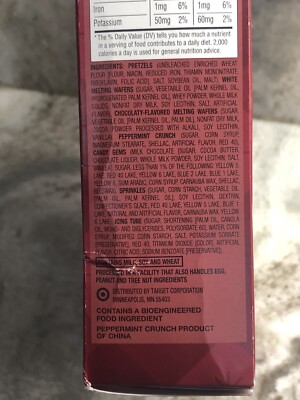 Iron 1mg 6% 1mg 6%
Potassium 50mg 2% 60mg 2%
* The % Daily Value (DV) tells you how much a nutrient
in a serving of food contributes to a daily diet. 2,000
calories a day is used for general nutrition advice.
INGREDIENTS: PRETZELS (UNBLEACHED ENRICHED WHEAT
FLOUR [FLOUR, NIACIN, REDUCED IRON, THIAMIN MONONITRATE,
RIBOFLAVIN, FOLIC ACID], SALT, SOYBEAN OIL, MALT), WHITE
MELTING WAFERS (SUGAR, VEGETABLE OIL [PALM KERNEL OIL,
HYDROGENATED PALM KERNEL OIL], WHEY POWDER, WHOLE MILK
SOLIDS, NONFAT DRY MILK, SOY LECITHIN, SALT, ARTIFICIAL
FLAVOR), CHOCOLATY-FLAVORED MELTING WAFERS (SUGAR,
VEGETABLE OIL [PALM KERNEL OIL, PALM OIL], NONFAT DRY MILK,
COCOA POWDER PROCESSED WITH ALKALI, SOY LECITHIN,
VANILLA), PEPPERMINT CRUNCH (SUGAR, CORN SYRUP,
MAGNESIUM STEARATE, SHELLAC, ARTIFICIAL FLAVOR, RED 40),
CANDY GEMS (MILK CHOCOLATE [SUGAR, COCOA BUTTER,
CHOCOLATE LIQUOR, WHOLE MILK POWDER, SOY LECITHIN, SALT,
SUGAR, LESS THAN 1% OF THE FOLLOWING: YELLOW 5
LAKE, RED 40 LAKE, YELLOW 6 LAKE, BLUE 2 LAKE, BLUE 1 LAKE,
YELLOW 6, GUM ARABIC, CORN SYRUP, CARNAUBA WAX, SHELLAC,
BEESWAX), SPRINKLES (SUGAR, CORN STARCH, VEGETABLE OIL
[PALM OIL, PALM KERNEL OIL], SOY LECITHIN, DEXTRIN,
CONFECTIONER'S GLAZE, RED 40 LAKE, YELLOW 5 LAKE, BLUE 1
LAKE, NATURAL AND ARTIFICIAL FLAVOR, CARNAUBA WAX, YELLOW
6 LAKE), ICING TUBE (SUGAR, SHORTENING [PALM OIL, CANOLA
OIL, MONO- AND DIGLYCERIDES, POLYSORBATE 60], WATER, CORN
SYRUP, MODIFIED CORN STARCH, SALT, POTASSIUM SORBATE
[PRESERVATIVE], RED 40, TITANIUM DIOXIDE [COLOR], ARTIFICIAL
FLAVOR, CITRIC ACID, SODIUM BENZOATE [PRESERVATIVE]).
CONTAINS MILK, SOY AND WHEAT
PROCESSED IN A FACILITY THAT ALSO HANDLES EGG,
PEANUT AND TREE NUT INGREDIENTS
DISTRIBUTED BY TARGET CORPORATION
MINNEAPOLIS, MN 55403
CONTAINS A BIOENGINEERED
FOOD INGREDIENT
PEPPERMINT CRUNCH PRODUCT
OF CHINA